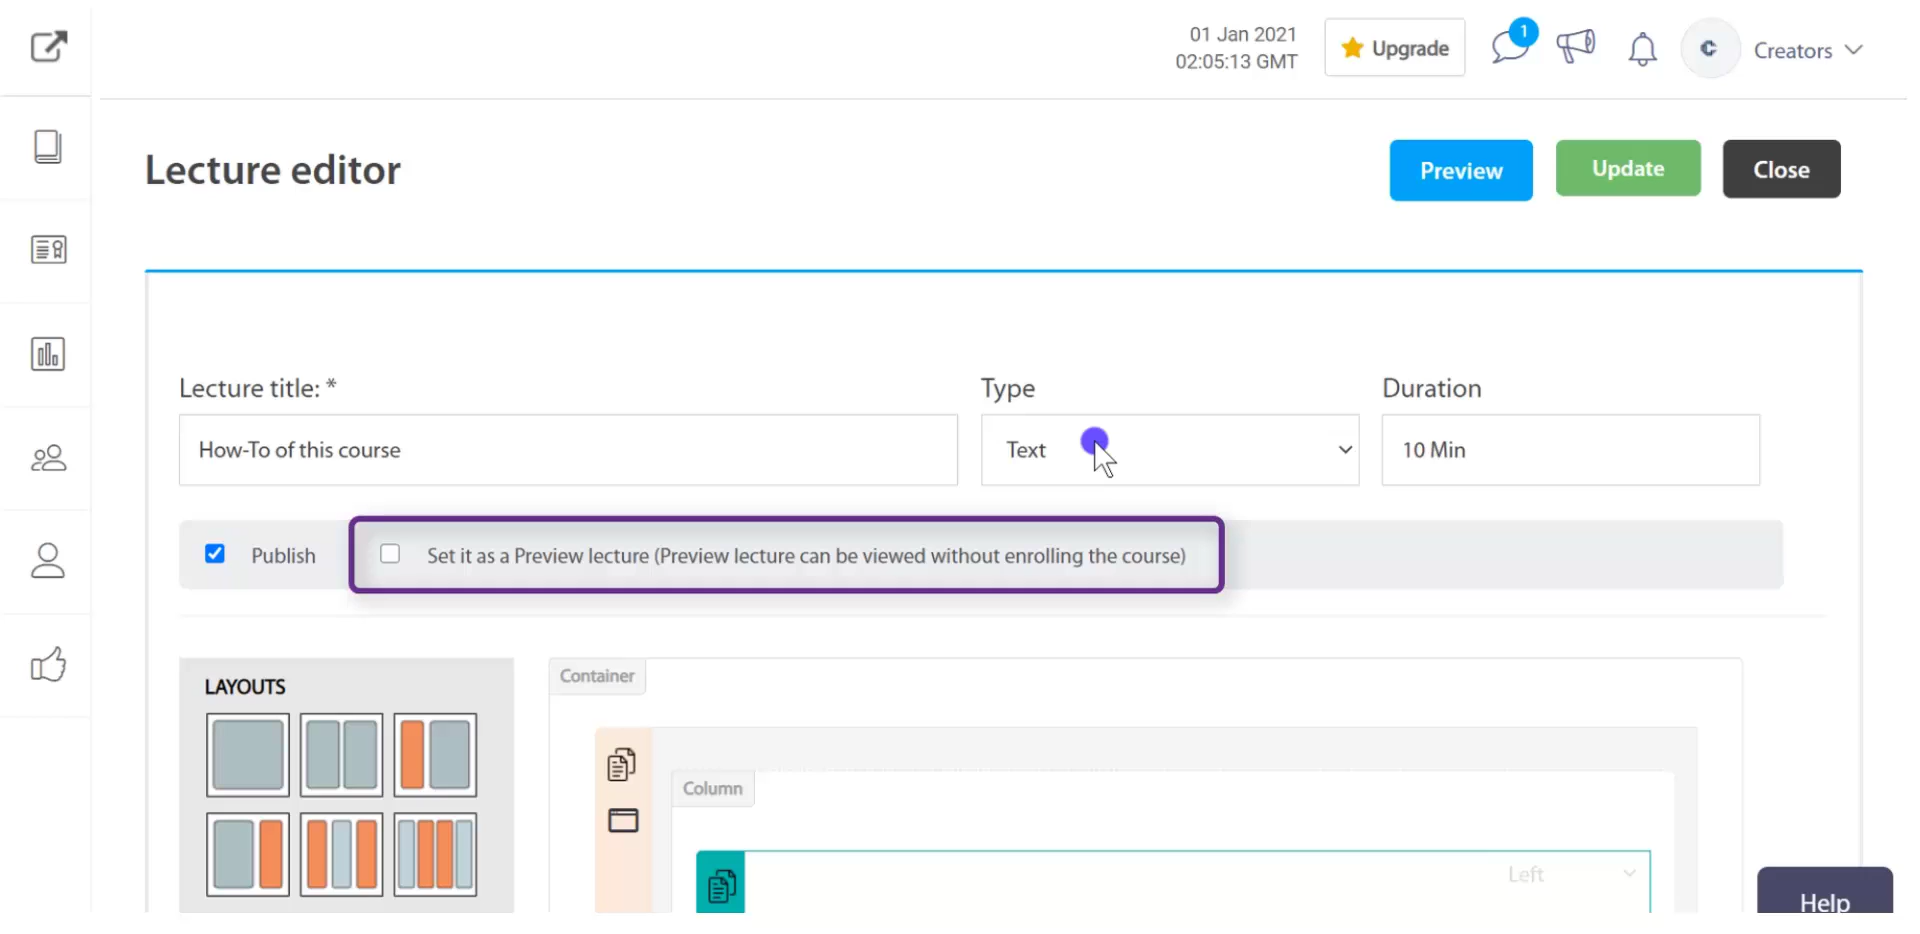 01 Jan 2021
02:05:13 GMT
Upgrade
1
C
Creators
Lecture editor
Preview
Update
Close
Lecture title: *
Type
Duration
How-To of this course
Text
10 Min
Publish
Set it as a Preview lecture (Preview lecture can be viewed without enrolling the course)
LAYOUTS
Container
Column
Left
Help